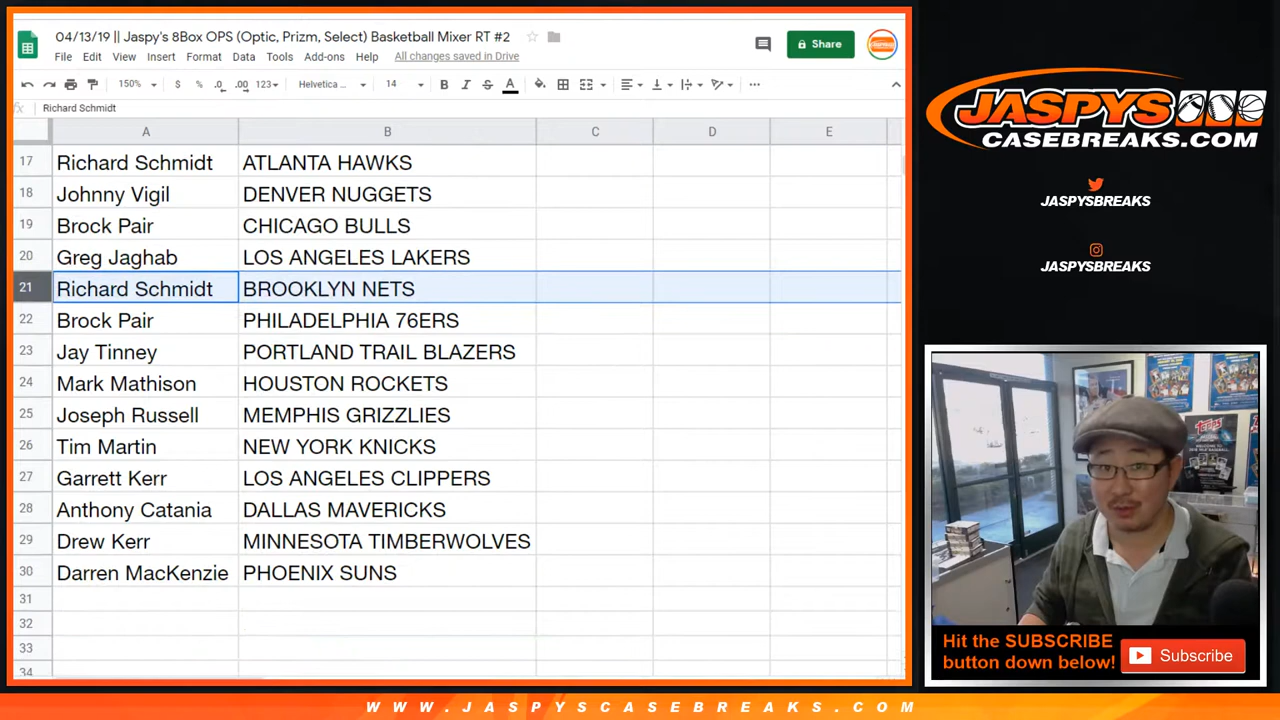 04/13/19 || Jaspy's 8Box OPS (Optic, Prizm, Select) Basketball Mixer RT #2
File Edit View Insert Format Data Tools Add-ons Help All changes saved in Drive
Share
150% $ % .0 .00 123 Helvetica ... 14 B I S A
fx Richard Schmidt
A B C D E
17 Richard Schmidt ATLANTA HAWKS
18 Johnny Vigil DENVER NUGGETS
19 Brock Pair CHICAGO BULLS
20 Greg Jaghab LOS ANGELES LAKERS
21 Richard Schmidt BROOKLYN NETS
22 Brock Pair PHILADELPHIA 76ERS
23 Jay Tinney PORTLAND TRAIL BLAZERS
24 Mark Mathison HOUSTON ROCKETS
25 Joseph Russell MEMPHIS GRIZZLIES
26 Tim Martin NEW YORK KNICKS
27 Garrett Kerr LOS ANGELES CLIPPERS
28 Anthony Catania DALLAS MAVERICKS
29 Drew Kerr MINNESOTA TIMBERWOLVES
30 Darren MacKenzie PHOENIX SUNS
31
32
33
34
JASPYS
CASEBREAKS.COM
JASPYSBREAKS
JASPYSBREAKS
Topps
Hit the SUBSCRIBE
button down below!
Subscribe
WWW.JASPYSCASEBREAKS.COM